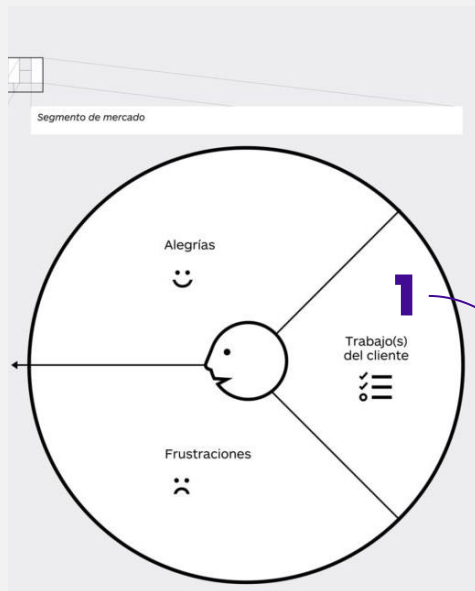 Segmento de mercado
Alegrías
1
Trabajo(s)
del cliente
Frustraciones